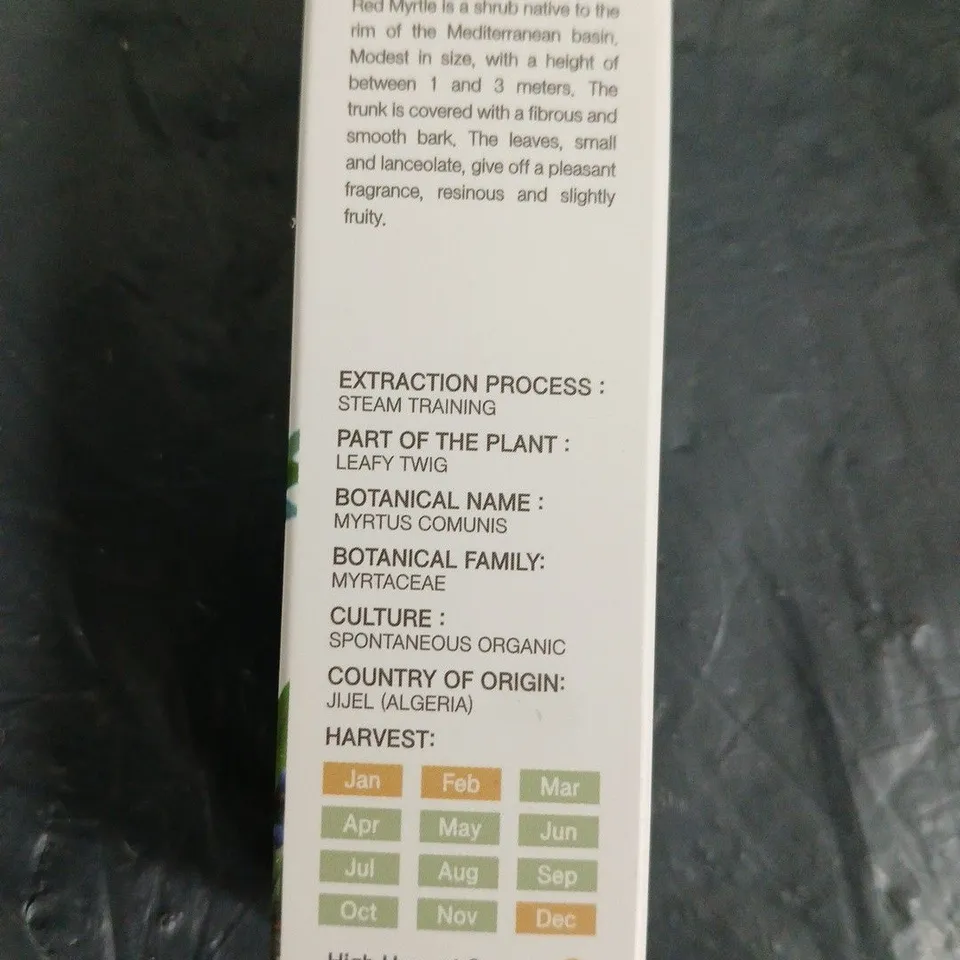 Red Myrtle is a shrub native to the
rim of the Mediterranean basin.
Modest in size, with a height of
between 1 and 3 meters. The
trunk is covered with a fibrous and
smooth bark. The leaves, small
and lanceolate, give off a pleasant
fragrance, resinous and slightly
fruity.
EXTRACTION PROCESS :
STEAM TRAINING
PART OF THE PLANT :
LEAFY TWIG
BOTANICAL NAME :
MYRTUS COMUNIS
BOTANICAL FAMILY:
MYRTACEAE
CULTURE :
SPONTANEOUS ORGANIC
COUNTRY OF ORIGIN:
JIJEL (ALGERIA)
HARVEST:
Jan Feb Mar
Apr May Jun
Jul Aug Sep
Oct Nov Dec
High